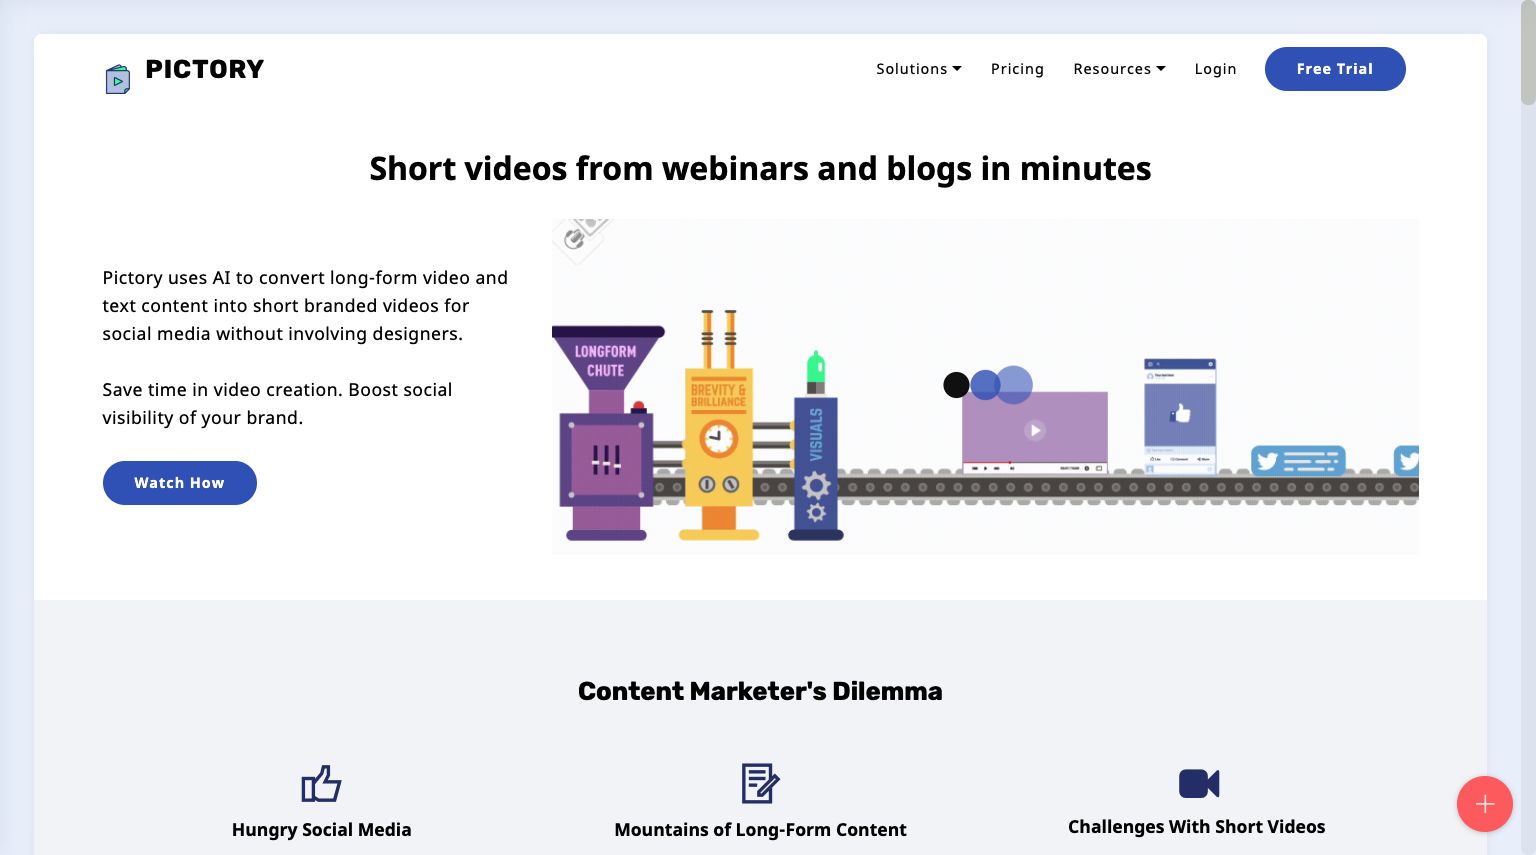 PICTORY
Solutions Pricing Resources Login Free Trial
Short videos from webinars and blogs in minutes
Pictory uses AI to convert long-form video and
text content into short branded videos for
social media without involving designers.
Save time in video creation. Boost social
visibility of your brand.
Watch How
LONGFORM
CHUTE
BREVITY &
BRILLIANCE
VISUALS
Content Marketer's Dilemma
Hungry Social Media
Mountains of Long-Form Content
Challenges With Short Videos